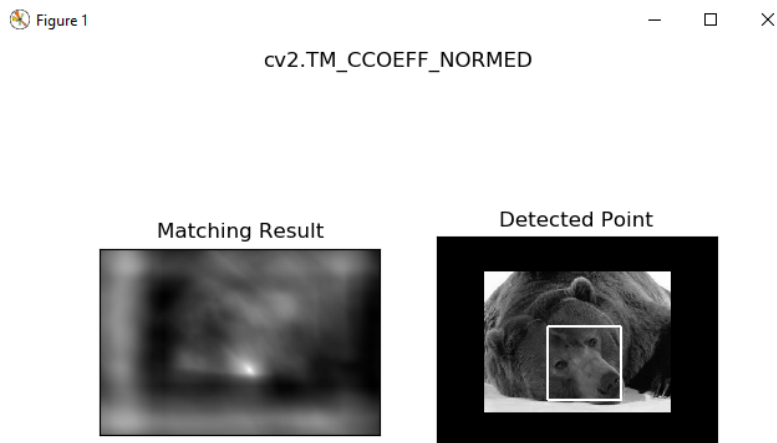 Figure 1
cv2.TM_CCOEFF_NORMED
Matching Result
Detected Point